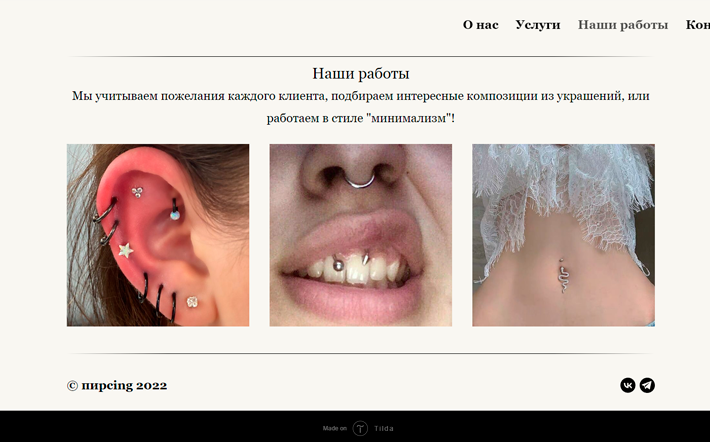 О нас Услуги Наши работы Кон
Наши работы
Мы учитываем пожелания каждого клиента, подбираем интересные композиции из украшений, или
работаем в стиле "минимализм"!
© пирсing 2022
Made on Tilda